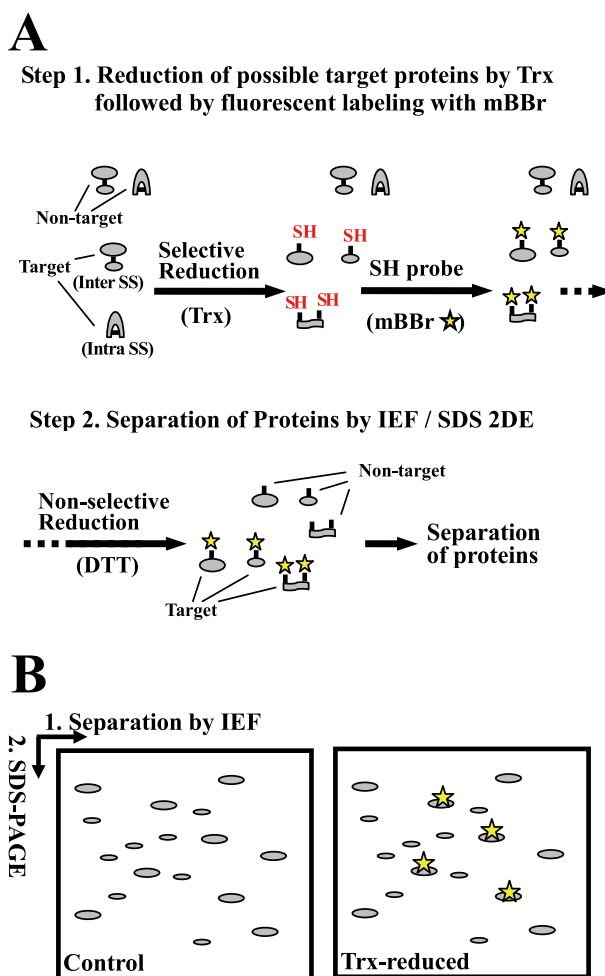 A
Step 1. Reduction of possible target proteins by Trx
followed by fluorescent labeling with mBBr
Non-target
Target
(Inter SS)
(Intra SS)
Selective
Reduction
(Trx)
SH
SH
SH
SH
SH probe
(mBBr )
Step 2. Separation of Proteins by IEF / SDS 2DE
Non-selective
Reduction
(DTT)
Non-target
Target
Separation
of proteins
B
1. Separation by IEF
2. SDS-PAGE
Control
Trx-reduced